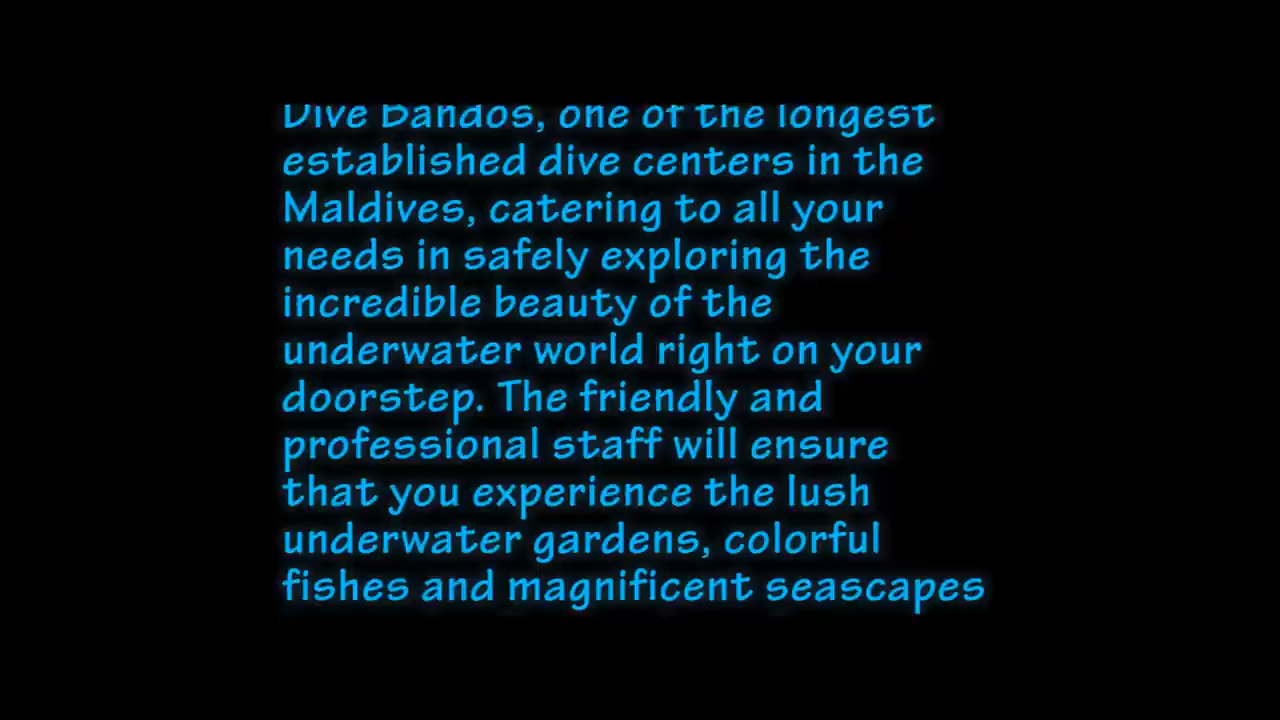 Dive Bandos, one of the longest
established dive centers in the
Maldives, catering to all your
needs in safely exploring the
incredible beauty of the
underwater world right on your
doorstep. The friendly and
professional staff will ensure
that you experience the lush
underwater gardens, colorful
fishes and magnificent seascapes